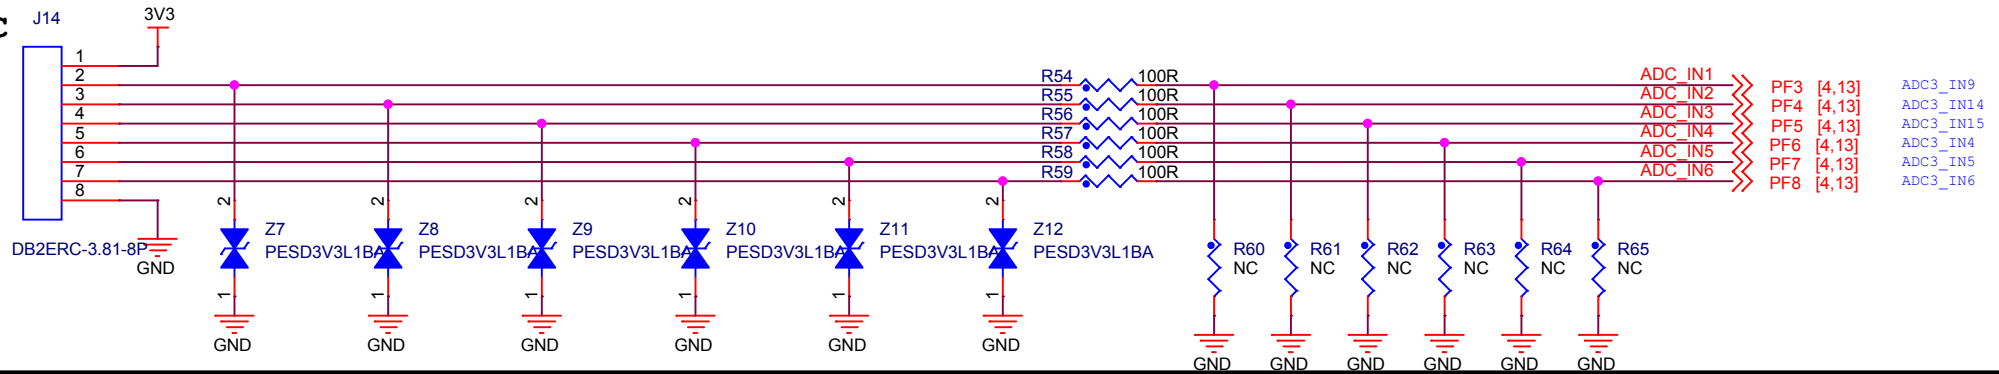 C
J14
3V3
1
2
3
4
5
6
7
8
DB2ERC-3.81-8P
GND
R54 100R
R55 100R
R56 100R
R57 100R
R58 100R
R59 100R
ADC_IN1 PF3 [4,13] ADC3_IN9
ADC_IN2 PF4 [4,13] ADC3_IN14
ADC_IN3 PF5 [4,13] ADC3_IN15
ADC_IN4 PF6 [4,13] ADC3_IN4
ADC_IN5 PF7 [4,13] ADC3_IN5
ADC_IN6 PF8 [4,13] ADC3_IN6
2 2 2 2 2 2
Z7 Z8 Z9 Z10 Z11 Z12
PESD3V3L1BA PESD3V3L1BA PESD3V3L1BA PESD3V3L1BA PESD3V3L1BA PESD3V3L1BA
1 1 1 1 1 1
GND GND GND GND GND GND
R60 R61 R62 R63 R64 R65
NC NC NC NC NC NC
GND GND GND GND GND GND